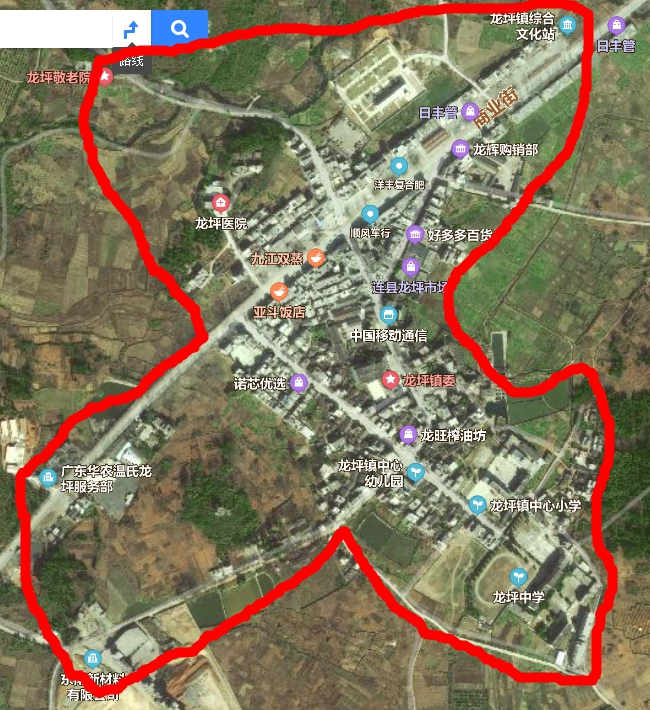 龙坪镇综合
文化站
日丰管
路线
龙坪敬老院
日丰管
商业街
龙辉购销部
洋丰复合肥
龙坪医院
顺风车行
好多多百货
九江双蒸
连县龙坪市场
亚斗饭店
中国移动通信
诺芯优选
龙坪镇委
龙旺榨油坊
广东华农温氏龙
坪服务部
龙坪镇中心
幼儿园
龙坪镇中心小学
龙坪中学
新材料
有限公司